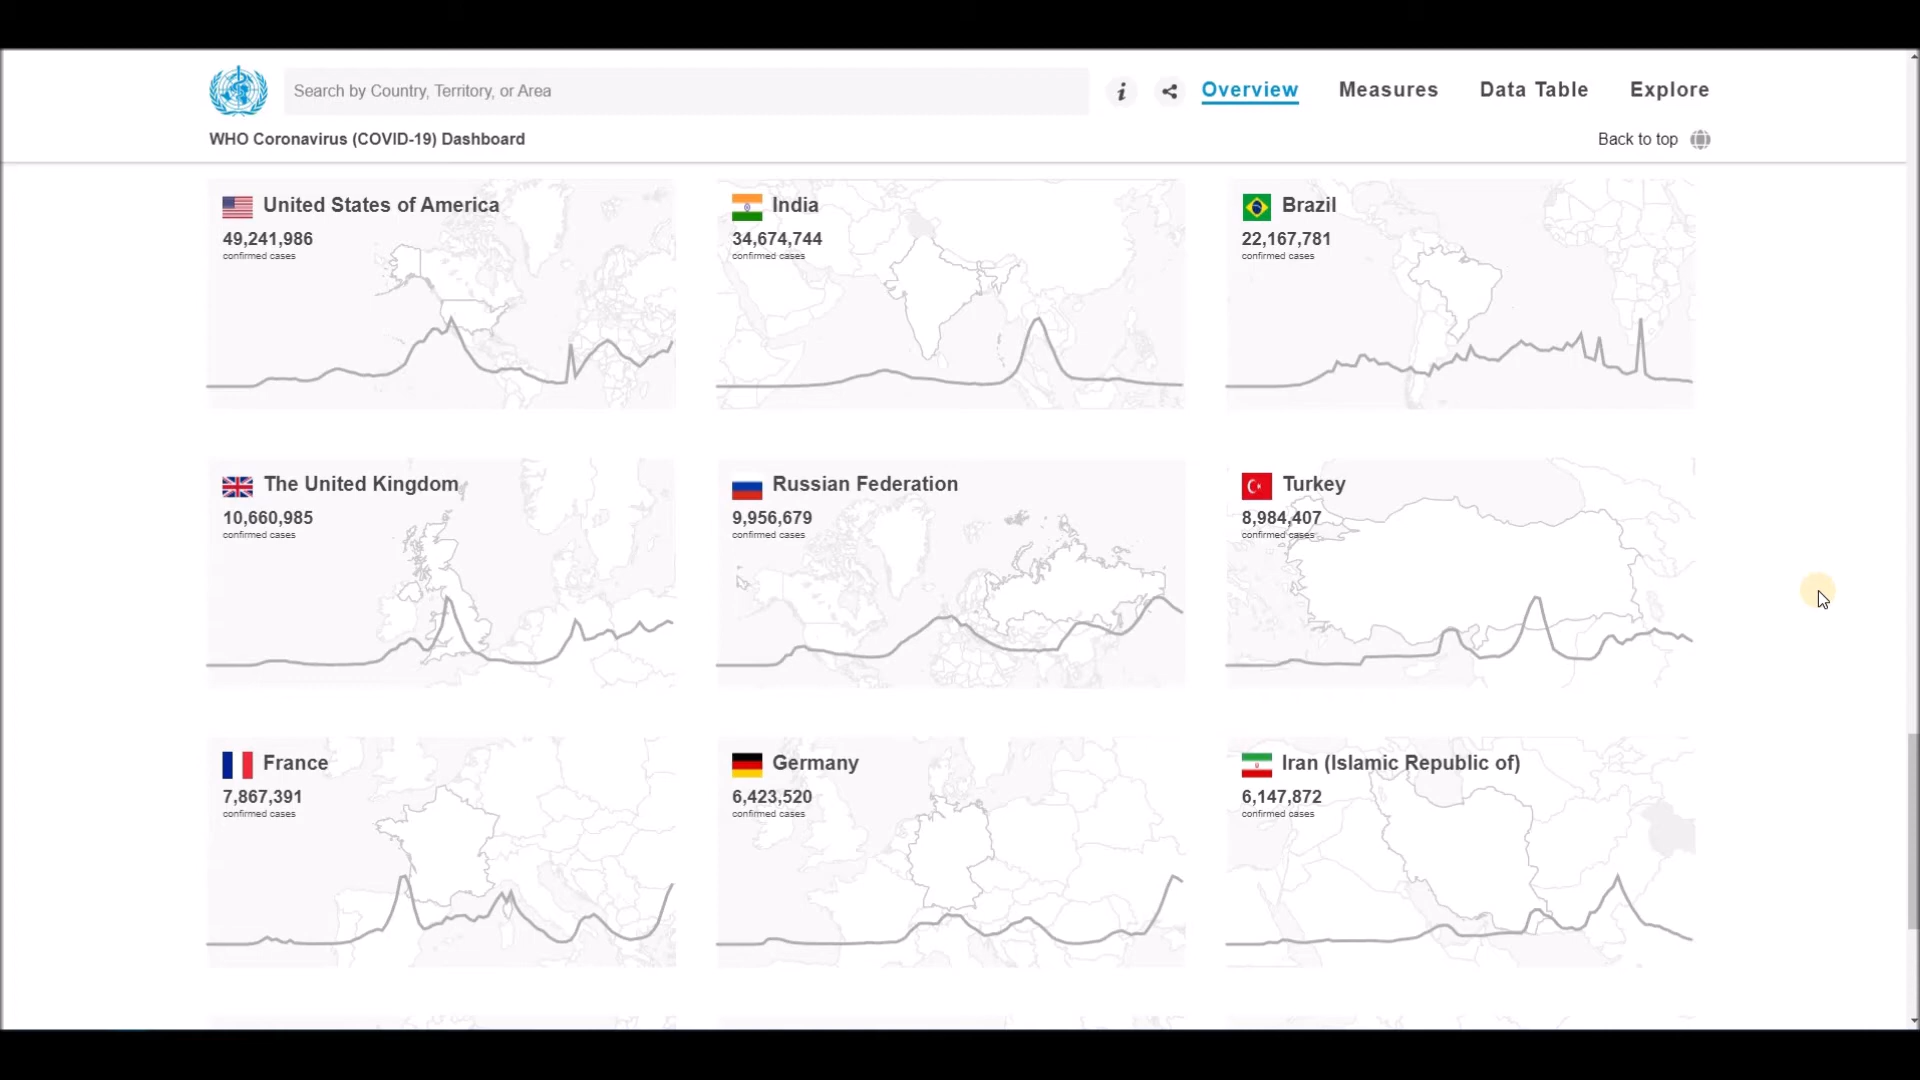 Search by Country, Territory, or Area
i
Overview
Measures
Data Table
Explore
WHO Coronavirus (COVID-19) Dashboard
Back to top
United States of America
49,241,986
confirmed cases
India
34,674,744
confirmed cases
Brazil
22,167,781
confirmed cases
The United Kingdom
10,660,985
confirmed cases
Russian Federation
9,956,679
confirmed cases
Turkey
8,984,407
confirmed cases
France
7,867,391
confirmed cases
Germany
6,423,520
confirmed cases
Iran (Islamic Republic of)
6,147,872
confirmed cases